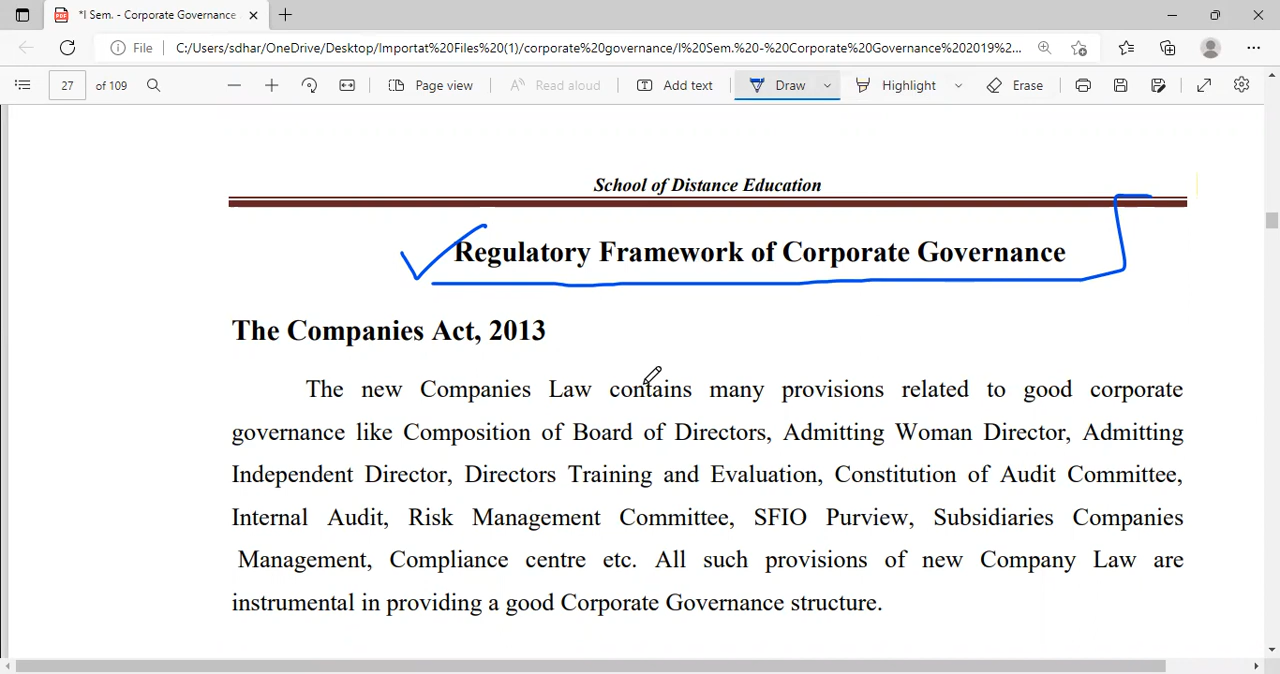 *I Sem. - Corporate Governance
File
C:/Users/sdhar/OneDrive/Desktop/Importat%20Files%20(1)/corporate%20governance/I%20Sem.%20-%20Corporate%20Governance%202019%2...
27 of 109
Page view
Read aloud
Add text
Draw
Highlight
Erase
School of Distance Education
Regulatory Framework of Corporate Governance
The Companies Act, 2013
The new Companies Law contains many provisions related to good corporate
governance like Composition of Board of Directors, Admitting Woman Director, Admitting
Independent Director, Directors Training and Evaluation, Constitution of Audit Committee,
Internal Audit, Risk Management Committee, SFIO Purview, Subsidiaries Companies
Management, Compliance centre etc. All such provisions of new Company Law are
instrumental in providing a good Corporate Governance structure.